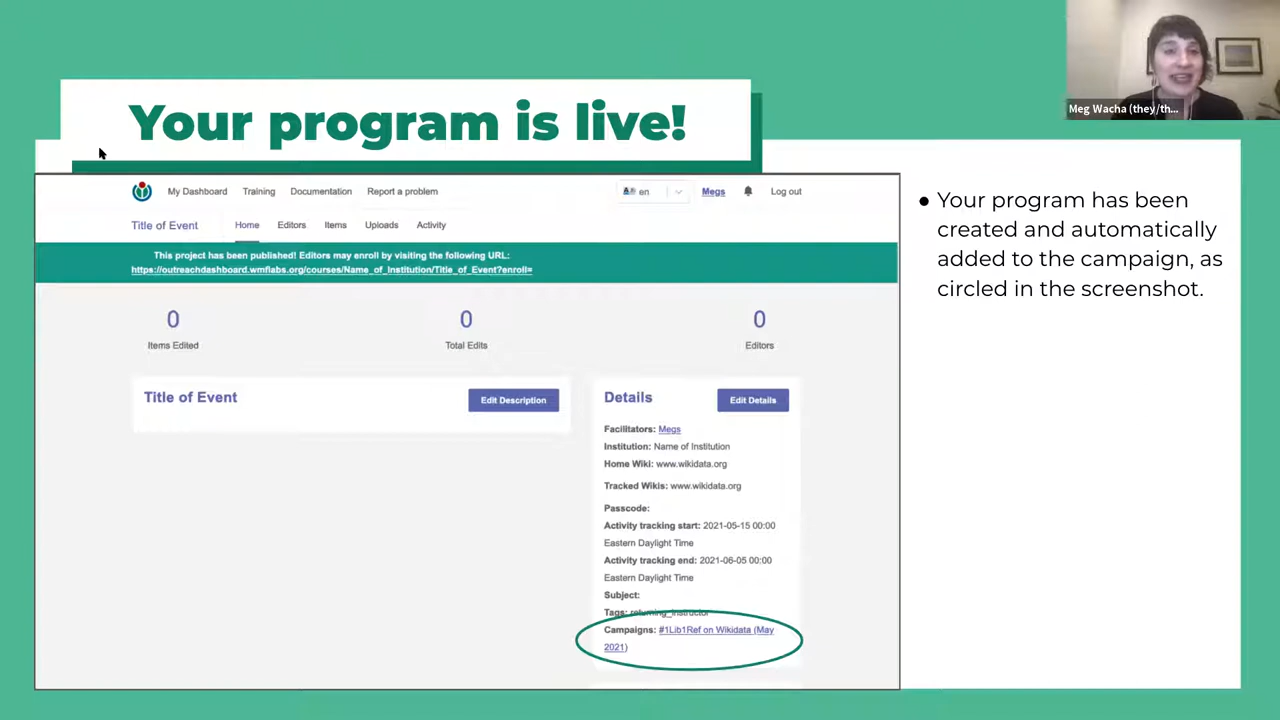 Your program is live!
Meg Wacha (they/th...
My Dashboard Training Documentation Report a problem en Megs Log out
Title of Event Home Editors Items Uploads Activity
This project has been published! Editors may enroll by visiting the following URL:
https://outreachdashboard.wmflabs.org/courses/Name_of_Institution/Title_of_Event?enroll=
0 0 0
Items Edited Total Edits Editors
Title of Event Edit Description
Details Edit Details
Facilitators: Megs
Institution: Name of Institution
Home Wiki: www.wikidata.org
Tracked Wikis: www.wikidata.org
Passcode:
Activity tracking start: 2021-05-15 00:00
Eastern Daylight Time
Activity tracking end: 2021-06-05 00:00
Eastern Daylight Time
Subject:
Tags: returning_instructor
Campaigns: #1Lib1Ref on Wikidata (May
2021)
● Your program has been
created and automatically
added to the campaign, as
circled in the screenshot.